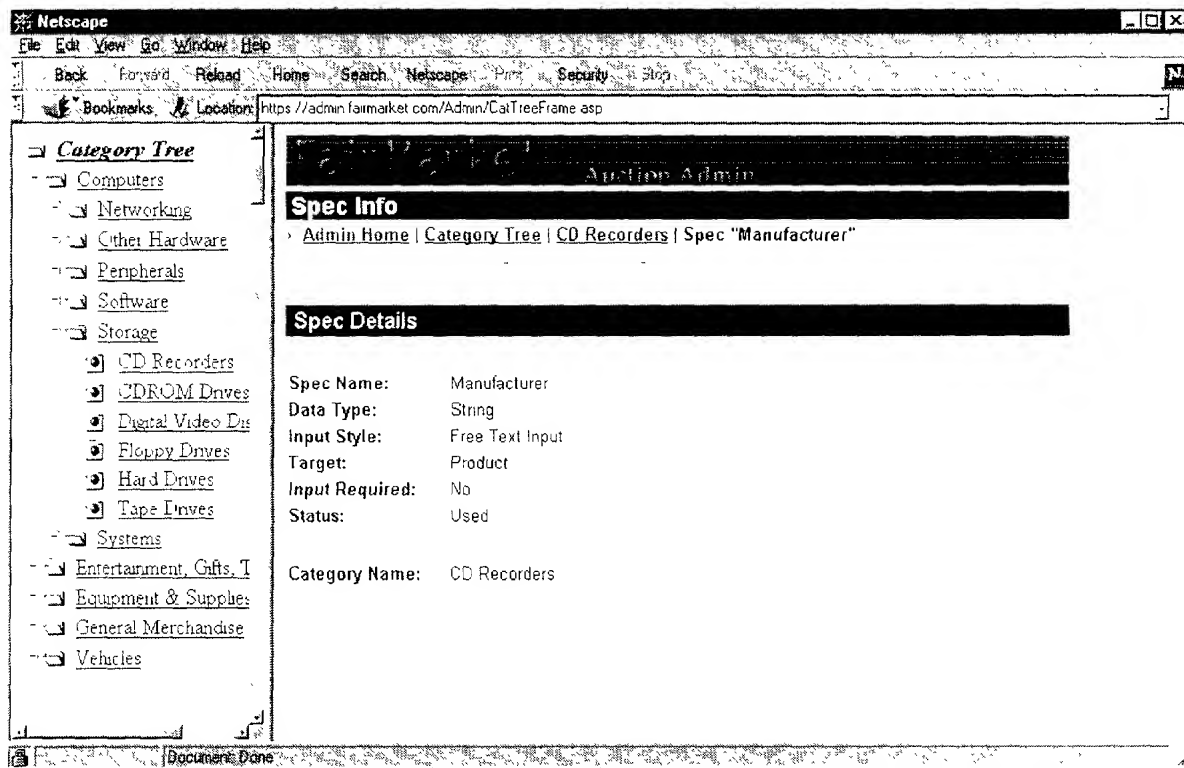 Netscape
File Edit View Go Window Help
Back Forward Reload Home Search Netscape Print Security Stop
Bookmarks Location: https://admin.fairmarket.com/Admin/CatTreeFrame.asp
Category Tree
Computers
Networking
Other Hardware
Peripherals
Software
Storage
CD Recorders
CDROM Drives
Digital Video Dis
Floppy Drives
Hard Drives
Tape Drives
Systems
Entertainment, Gifts, T
Equipment & Supplies
General Merchandise
Vehicles
FairMarket
Auction Admin
Spec Info
Admin Home | Category Tree | CD Recorders | Spec "Manufacturer"
Spec Details
Spec Name: Manufacturer
Data Type: String
Input Style: Free Text Input
Target: Product
Input Required: No
Status: Used
Category Name: CD Recorders
Document: Done